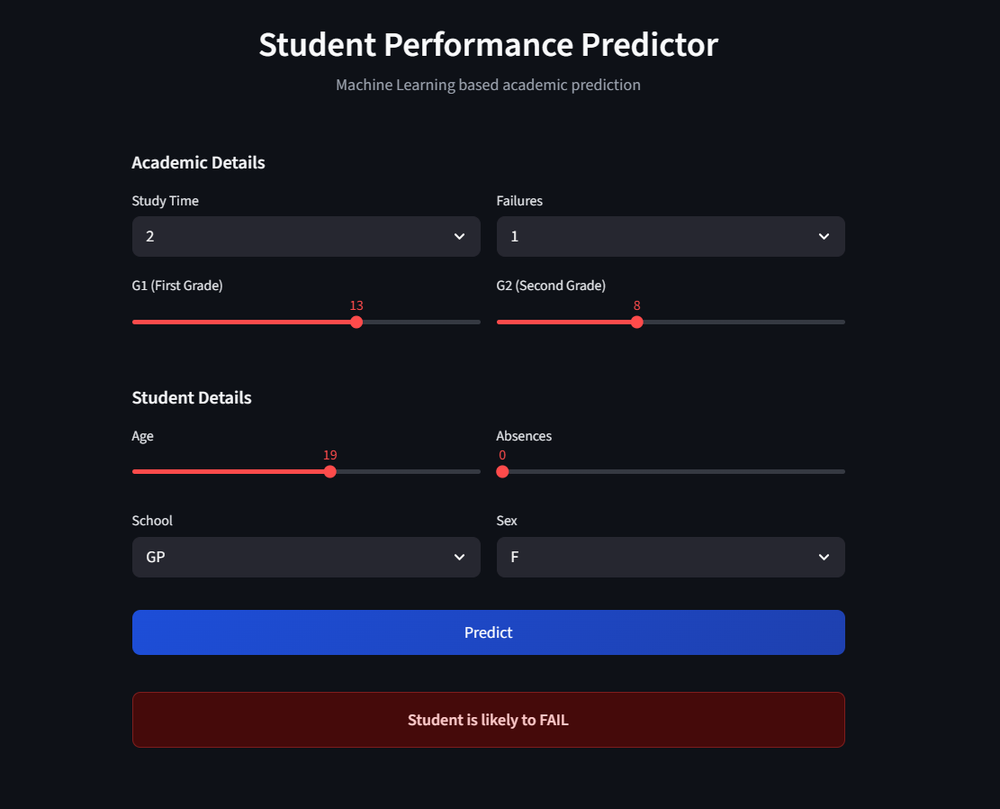 Student Performance Predictor
Machine Learning based academic prediction
Academic Details
Study Time
Failures
2
1
G1 (First Grade)
G2 (Second Grade)
13
8
Student Details
Age
Absences
19
0
School
Sex
GP
F
Predict
Student is likely to FAIL